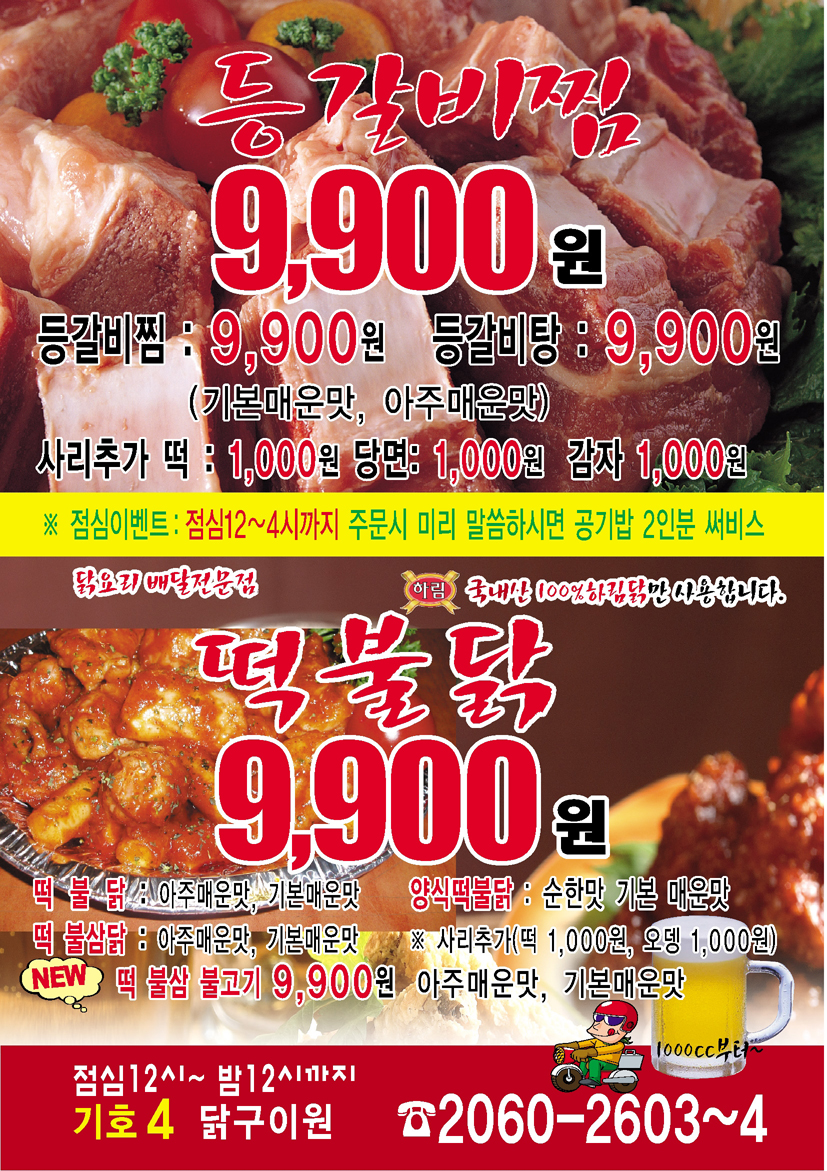 등갈비찜
9,900원
등갈비찜 : 9,900원 등갈비탕 : 9,900원
(기본매운맛, 아주매운맛)
사리추가 떡 : 1,000원 당면: 1,000원 감자 1,000원
※ 점심이벤트 : 점심12~4시까지 주문시 미리 말씀하시면 공기밥 2인분 써비스
닭요리 배달전문점
하림 국내산 100%하림닭만 사용합니다.
떡불닭
9,900원
떡 불 닭 : 아주매운맛, 기본매운맛 양식떡불닭 : 순한맛 기본 매운맛
떡 불삼닭 : 아주매운맛, 기본매운맛 ※ 사리추가(떡 1,000원, 오뎅 1,000원)
NEW 떡 불삼 불고기 9,900원 아주매운맛, 기본매운맛
1000cc부터~
점심12시~ 밤12시까지
기호4 닭구이원 ☎2060-2603~4